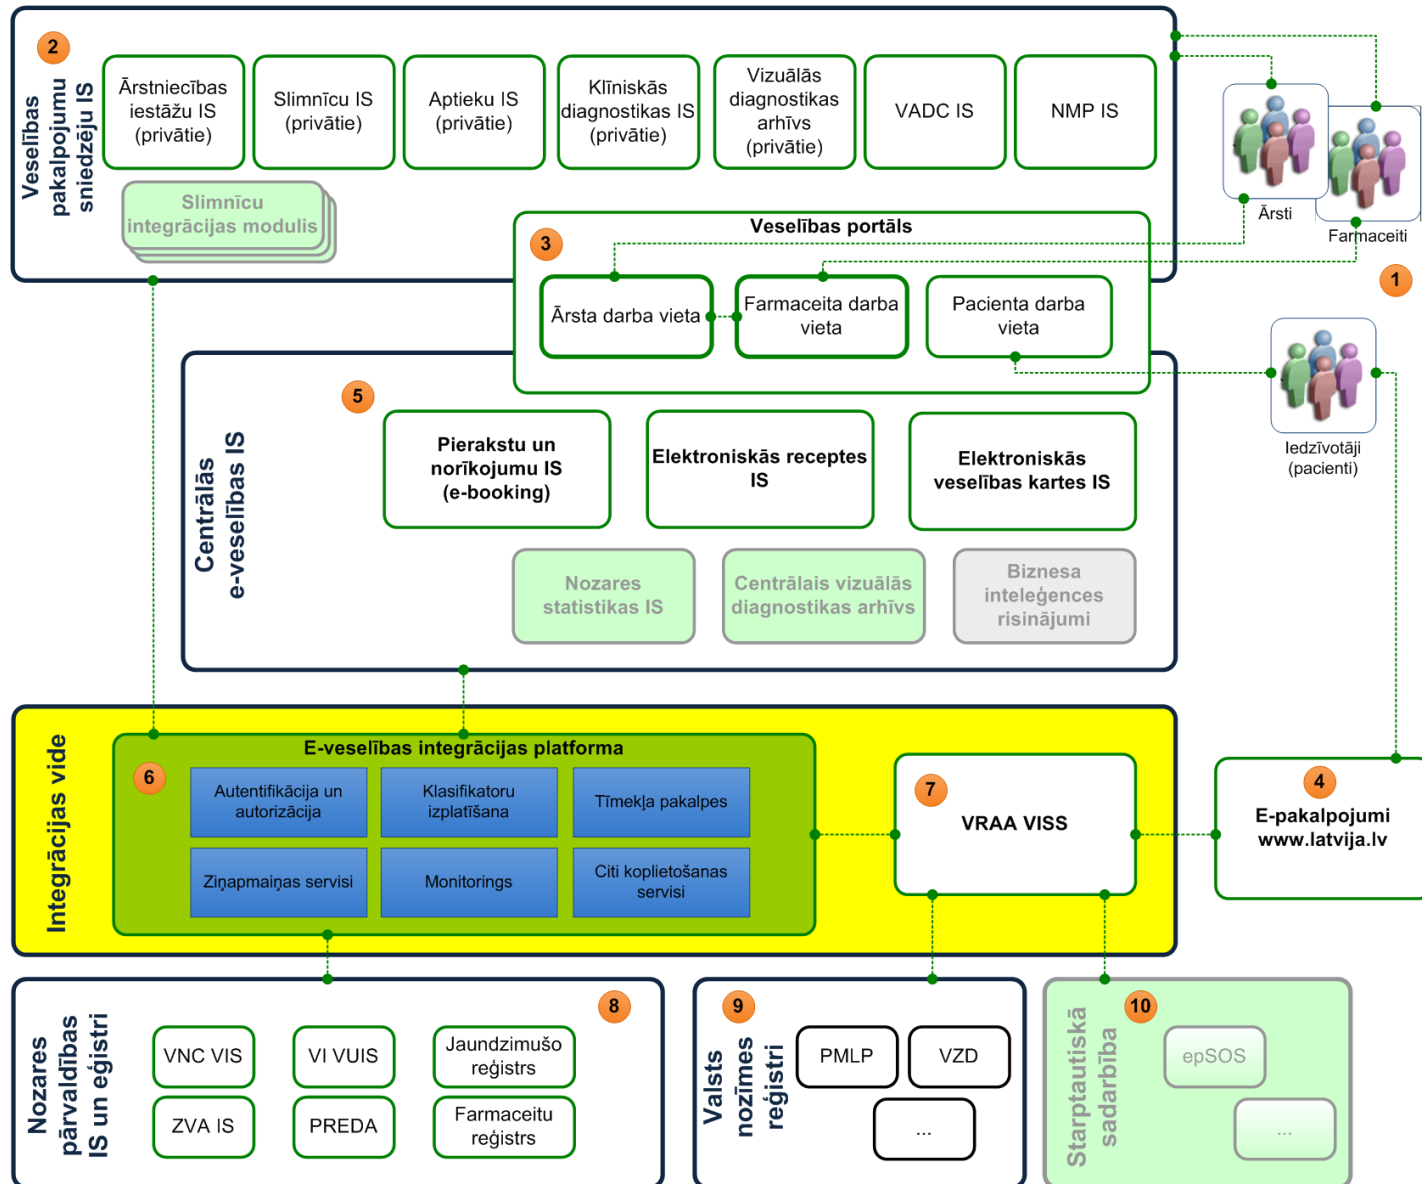 2
Veselības
pakalpojumu
sniedzēju IS
Ārstniecības
iestāžu IS
(privātie)
Slimnīcu IS
(privātie)
Aptieku IS
(privātie)
Klīniskās
diagnostikas IS
(privātie)
Vizuālās
diagnostikas
arhīvs
(privātie)
VADC IS
NMP IS
Slimnīcu
integrācijas modulis
Ārsti
Farmaceiti
1
3
Veselības portāls
Ārsta darba vieta
Farmaceita darba
vieta
Pacienta darba
vieta
Iedzīvotāji
(pacienti)
5
Centrālās
e-veselības IS
Pierakstu un
norīkojumu IS
(e-booking)
Elektroniskās receptes
IS
Elektroniskās
veselības kartes IS
Nozares
statistikas IS
Centrālais vizuālās
diagnostikas arhīvs
Biznesa
inteleģences
risinājumi
Integrācijas vide
E-veselības integrācijas platforma
6
Autentifikācija un
autorizācija
Klasifikatoru
izplatīšana
Tīmekļa pakalpes
Ziņapmaiņas servisi
Monitorings
Citi koplietošanas
servisi
7
VRAA VISS
4
E-pakalpojumi
www.latvija.lv
8
Nozares
pārvaldības
IS un eģistri
VNC VIS
VI VUIS
Jaundzimušo
reģistrs
ZVA IS
PREDA
Farmaceitu
reģistrs
9
Valsts
nozīmes
reģistri
PMLP
VZD
...
10
Starptautiskā
sadarbība
epSOS
...